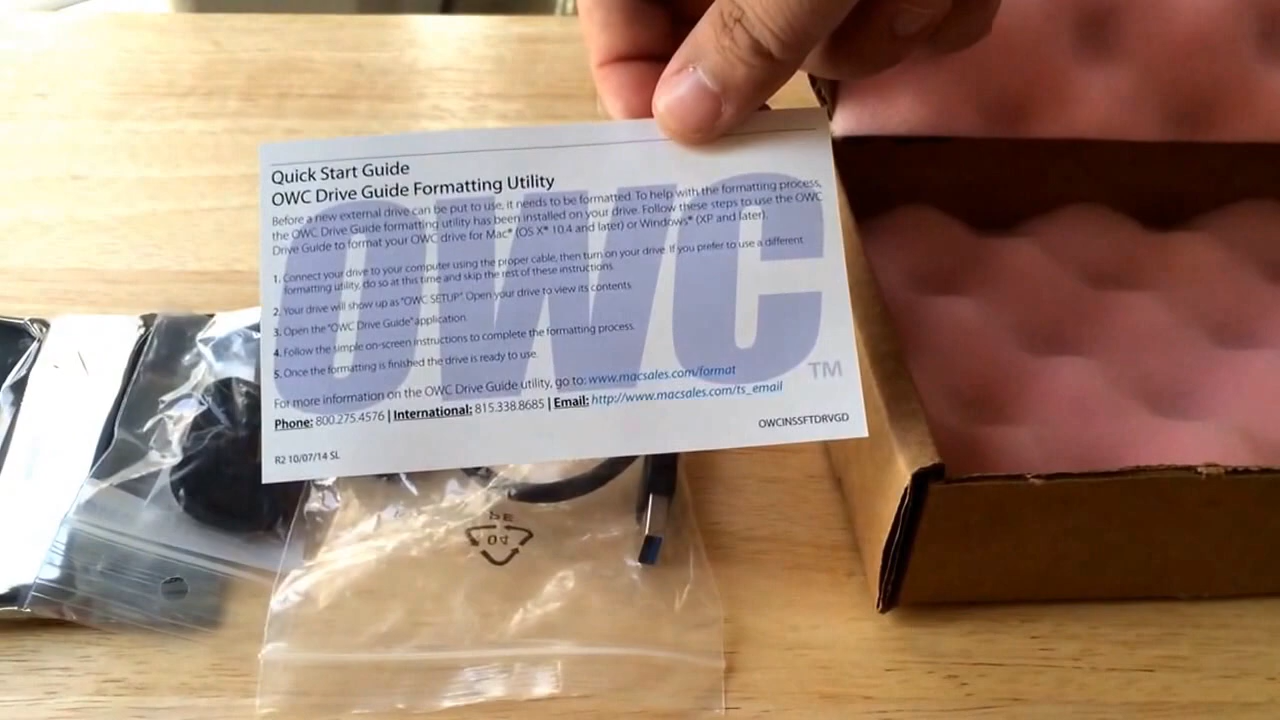 Quick Start Guide
OWC Drive Guide Formatting Utility
Before a new external drive can be put to use, it needs to be formatted. To help with the formatting process,
the OWC Drive Guide formatting utility has been installed on your drive. Follow these steps to use the OWC
Drive Guide to format your OWC drive for Mac® (OS X® 10.4 and later) or Windows® (XP and later).
1. Connect your drive to your computer using the proper cable, then turn on your drive. If you prefer to use a different
formatting utility, do so at this time and skip the rest of these instructions.
2. Your drive will show up as "OWC SETUP". Open your drive to view its contents.
3. Open the "OWC Drive Guide" application.
4. Follow the simple on-screen instructions to complete the formatting process.
5. Once the formatting is finished the drive is ready to use.
For more information on the OWC Drive Guide utility, go to: www.macsales.com/format
Phone: 800.275.4576 | International: 815.338.8685 | Email: http://www.macsales.com/ts_email
OWCINSSFTDRVGD
R2 10/07/14 SL
OWC
TM
PE
04